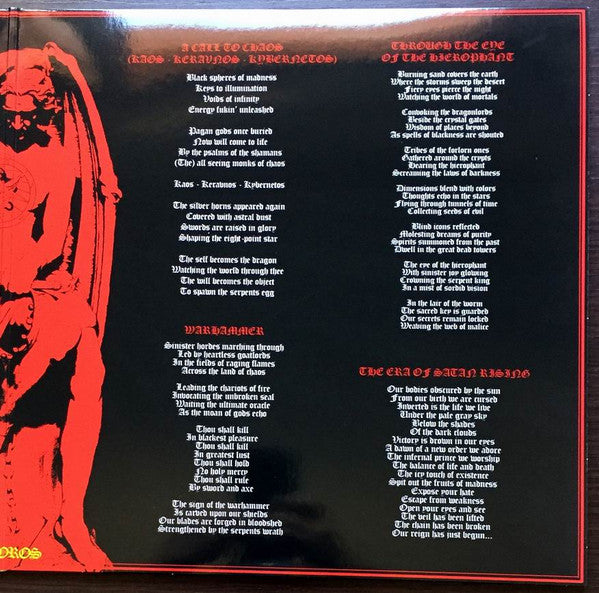 A CALL TO CHAOS
(KAOS - KERAVNOS - KYBERNETOS)
Black spheres of madness
Keys to illumination
Voids of infinity
Energy fukin' unleashed
Pagan gods once buried
Now will come to life
By the psalms of the shamans
(The) all seeing monks of chaos
Kaos - Keravnos - Kybernetos
The silver horns appeared again
Covered with astral dust
Swords are raised in glory
Shaping the eight-point star
The self becomes the dragon
Watching the world through thee
The will becomes the object
To spawn the serpents egg
WARHAMMER
Sinister hordes marching through
Led by heartless goatlords
In the fields of raging flames
Across the land of chaos
Leading the chariots of fire
Invocating the unbroken seal
Waiting the ultimate oracle
As the moan of gods echo
Thou shall kill
In blackest pleasure
Thou shall kill
In greatest lust
Thou shall hold
No holy mercy
Thou shall rule
By sword and axe
The sign of the warhammer
Is carved upon our shields
Our blades are forged in bloodshed
Strengthened by the serpents wrath
THROUGH THE EYE
OF THE HIEROPHANT
Burning sand covers the earth
Where the storms sweep the desert
Fiery eyes pierce the night
Watching the world of mortals
Convoking the dragonlords
Beside the crystal gates
Wisdom of places beyond
As spells of blackness are shouted
Tribes of the forlorn ones
Gathered around the crypts
Hearing the hierophant
Screaming the laws of darkness
Dimensions blend with colors
Thoughts echo in the stars
Flying through tunnels of time
Collecting seeds of evil
Blind icons reflected
Molesting dreams of purity
Spirits summoned from the past
Dwell in the great dead towers
The eye of the hierophant
With sinister joy glowing
Crowning the serpent king
In a mist of sordid vision
In the lair of the worm
The sacred key is guarded
Our secrets remain locked
Weaving the web of malice
THE ERA OF SATAN RISING
Our bodies obscured by the sun
From our birth we are cursed
Inverted is the life we live
Under the pale gray sky
Below the shades
Of the dark clouds
Victory is drown in our eyes
A dawn of a new order we abore
The infernal prince we worship
The balance of life and death
The icy touch of existence
Spit out the fruits of madness
Expose your hate
Escape from weakness
Open your eyes and see
The veil has been lifted
The chain has been broken
Our reign has just begun...
OROS